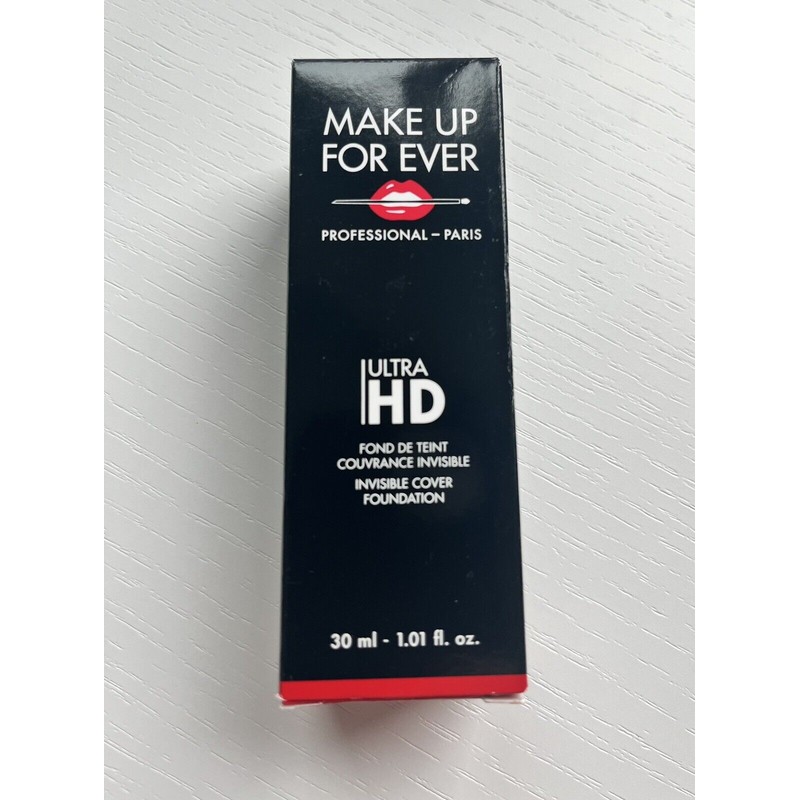 MAKE UP
FOR EVER
PROFESSIONAL – PARIS
ULTRA
HD
FOND DE TEINT
COUVRANCE INVISIBLE
INVISIBLE COVER
FOUNDATION
30 ml - 1.01 fl. oz.